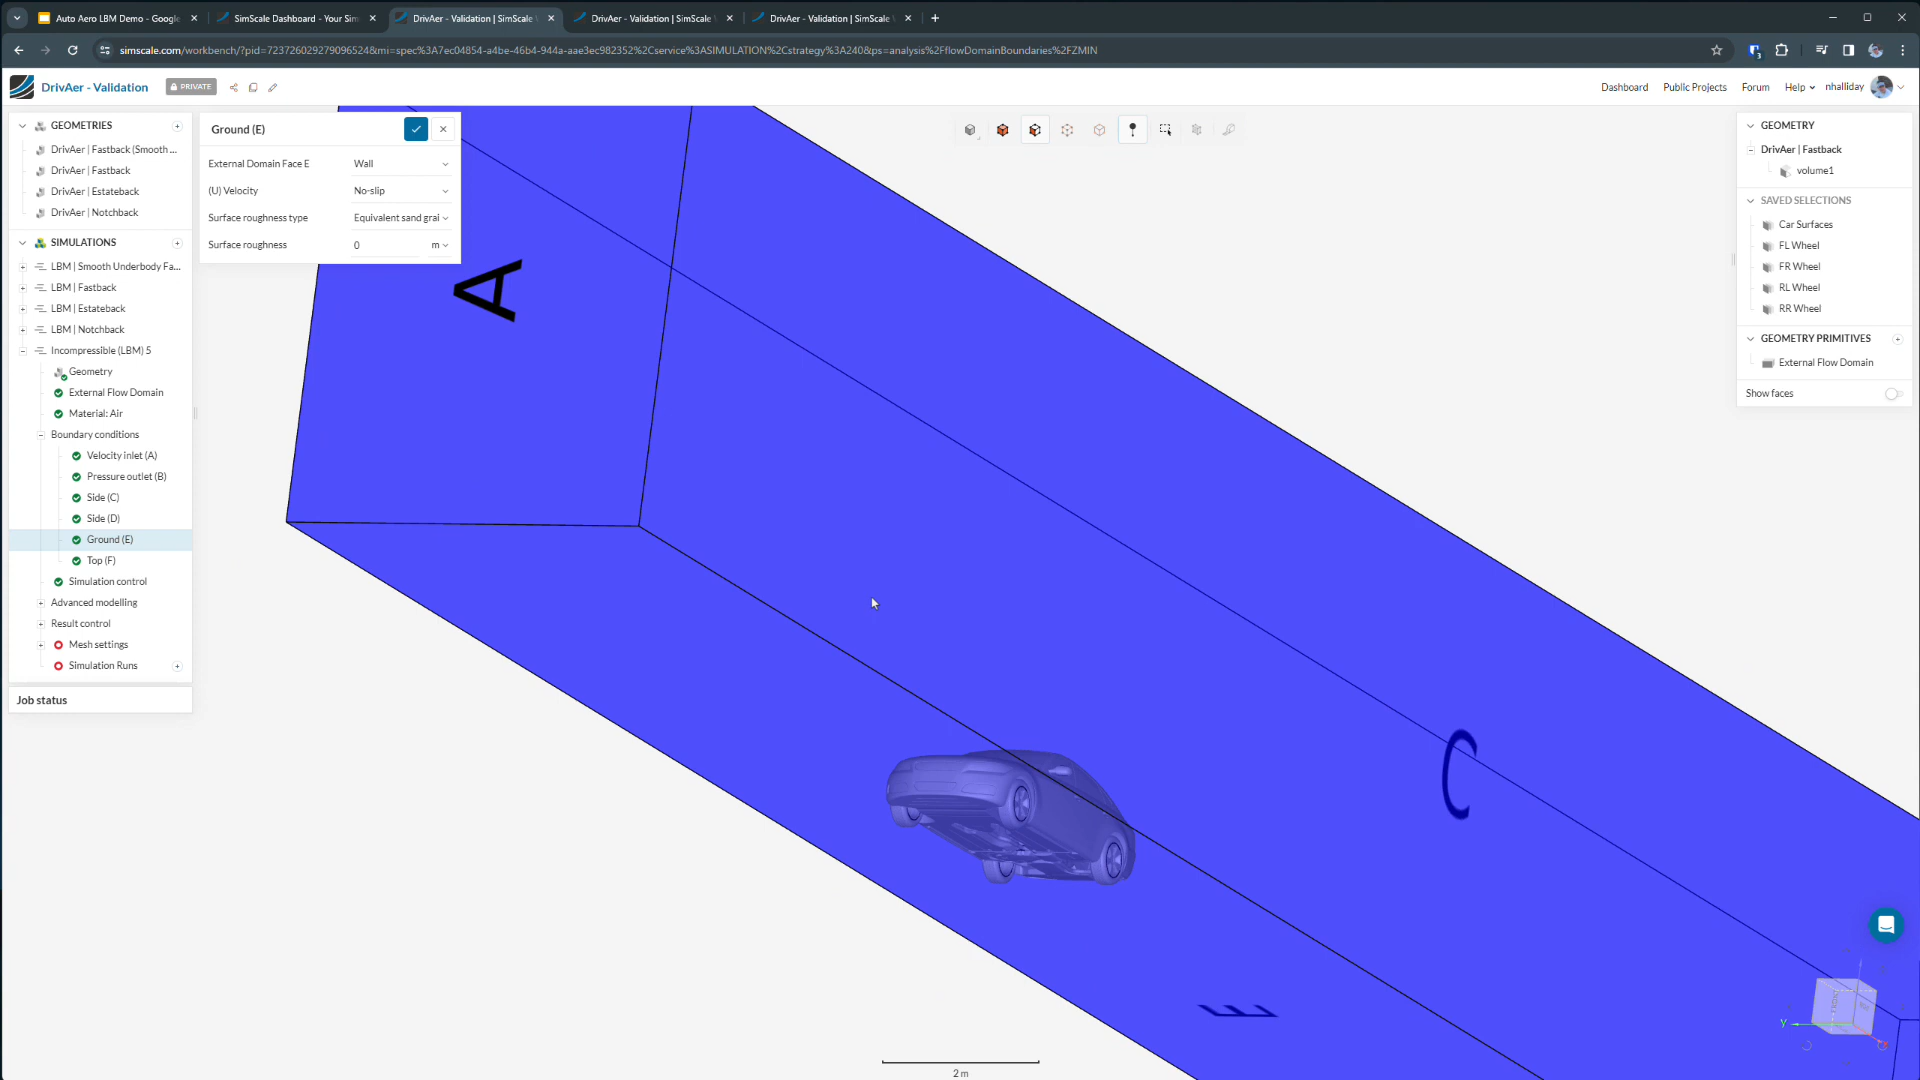 Auto Aero LBM Demo - Google
SimScale Dashboard - Your Sim
DrivAer - Validation | SimScale
DrivAer - Validation | SimScale
DrivAer - Validation | SimScale
simscale.com/workbench/?pid=723726029279096524&mi=spec%3A7ec04854-a4be-46b4-944a-aae3ec982352%2Cservice%3ASIMULATION%2Cstrategy%3A240&ps=analysis%2FflowDomainBoundaries%2FZMIN
DrivAer - Validation
PRIVATE
Dashboard
Public Projects
Forum
Help
nhalliday
GEOMETRIES
DrivAer | Fastback (Smooth ...
DrivAer | Fastback
DrivAer | Estateback
DrivAer | Notchback
SIMULATIONS
LBM | Smooth Underbody Fa...
LBM | Fastback
LBM | Estateback
LBM | Notchback
Incompressible (LBM) 5
Geometry
External Flow Domain
Material: Air
Boundary conditions
Velocity inlet (A)
Pressure outlet (B)
Side (C)
Side (D)
Ground (E)
Top (F)
Simulation control
Advanced modelling
Result control
Mesh settings
Simulation Runs
Job status
Ground (E)
External Domain Face E Wall
(U) Velocity No-slip
Surface roughness type Equivalent sand grai
Surface roughness 0 m
A
C
E
GEOMETRY
DrivAer | Fastback
volume1
SAVED SELECTIONS
Car Surfaces
FL Wheel
FR Wheel
RL Wheel
RR Wheel
GEOMETRY PRIMITIVES
External Flow Domain
Show faces
Y
2 m